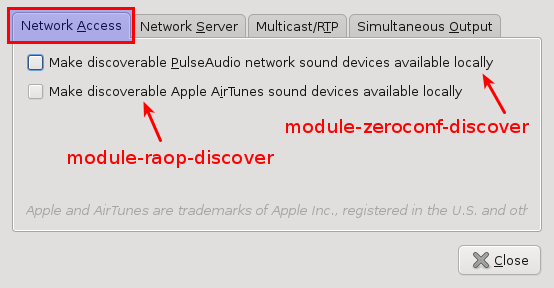 Network Access Network Server Multicast/RTP Simultaneous Output
Make discoverable PulseAudio network sound devices available locally
Make discoverable Apple AirTunes sound devices available locally
module-zeroconf-discover
module-raop-discover
Apple and AirTunes are trademarks of Apple Inc., registered in the U.S. and oth
Close